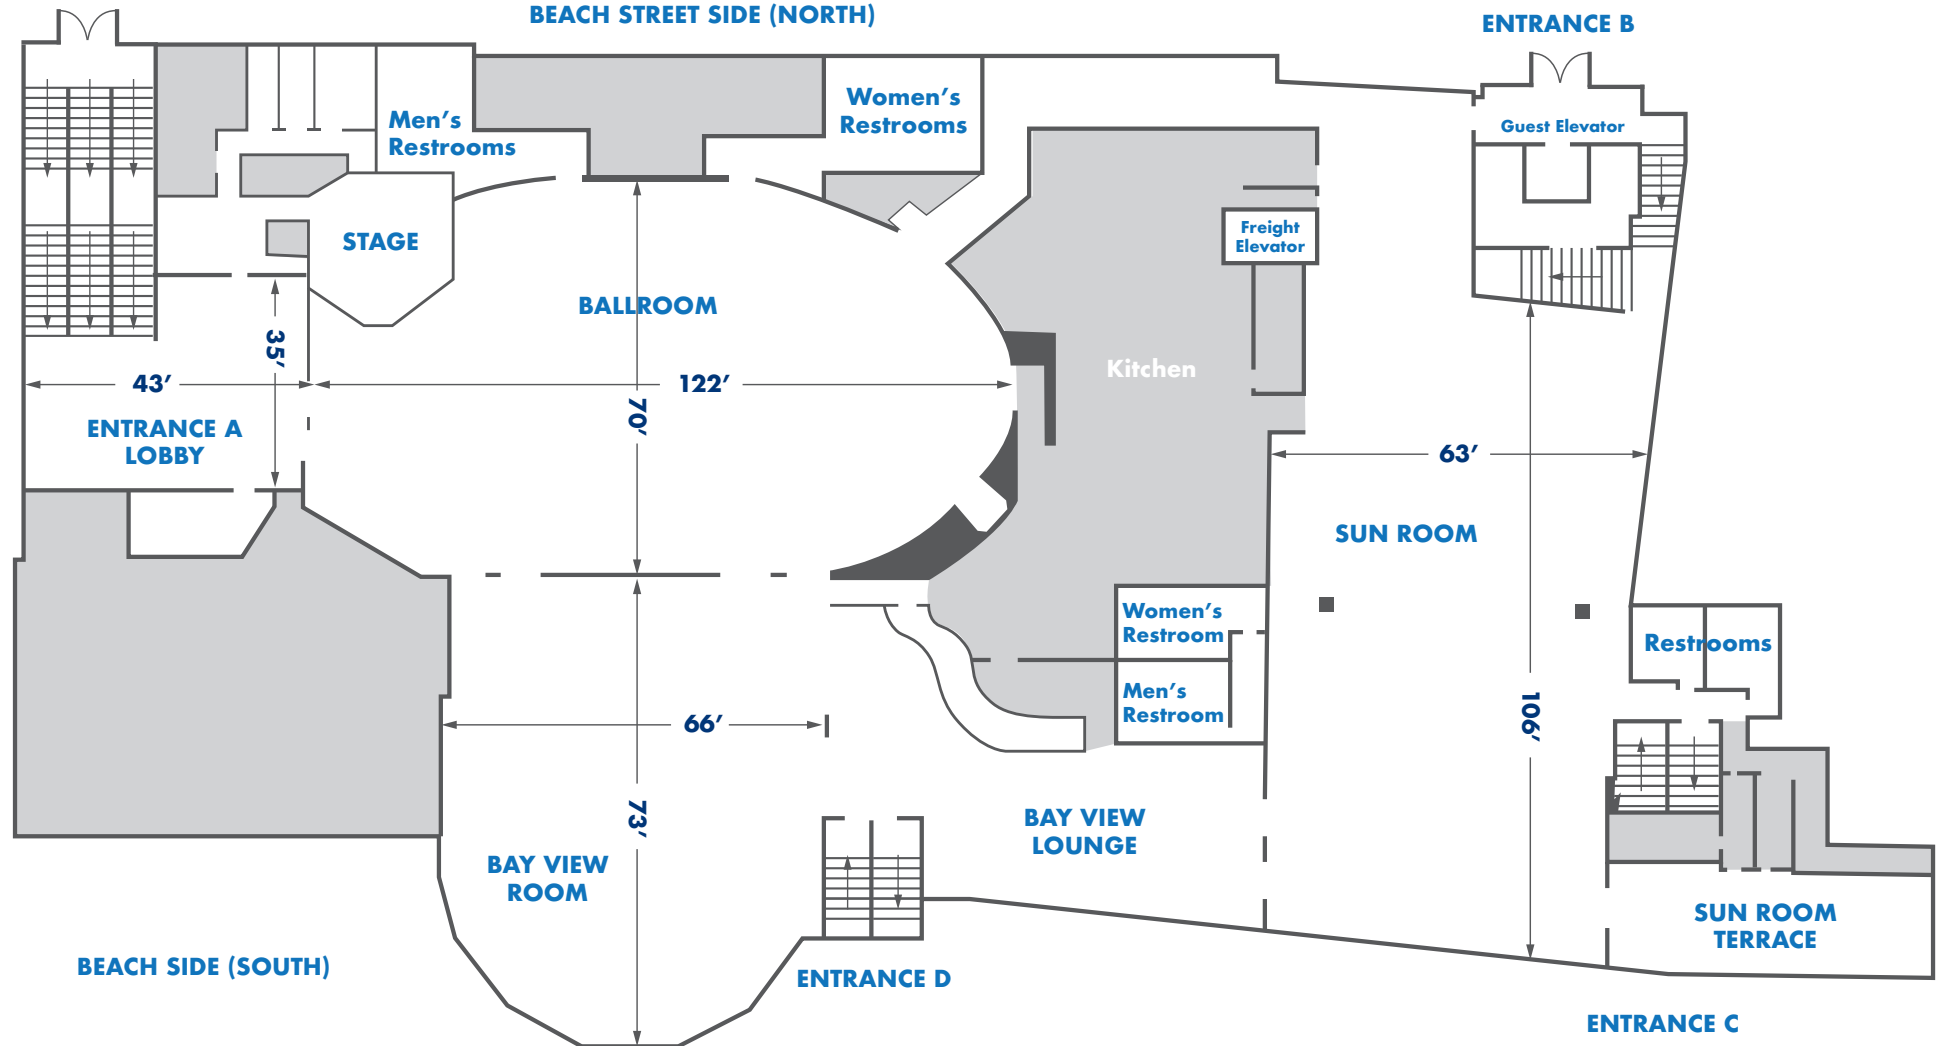 BEACH STREET SIDE (NORTH)
ENTRANCE B
Men's
Restrooms
Women's
Restrooms
Guest Elevator
STAGE
Freight
Elevator
BALLROOM
35'
Kitchen
43'
122'
70'
ENTRANCE A
LOBBY
63'
SUN ROOM
Women's
Restroom
Restrooms
Men's
Restroom
66'
106'
73'
BAY VIEW
LOUNGE
BAY VIEW
ROOM
SUN ROOM
TERRACE
BEACH SIDE (SOUTH)
ENTRANCE D
ENTRANCE C